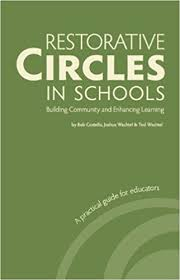 RESTORATIVE
CIRCLES
IN SCHOOLS
Building Community and Enhancing Learning
by Bob Costello, Joshua Wachtel & Ted Wachtel
A practical guide for educators